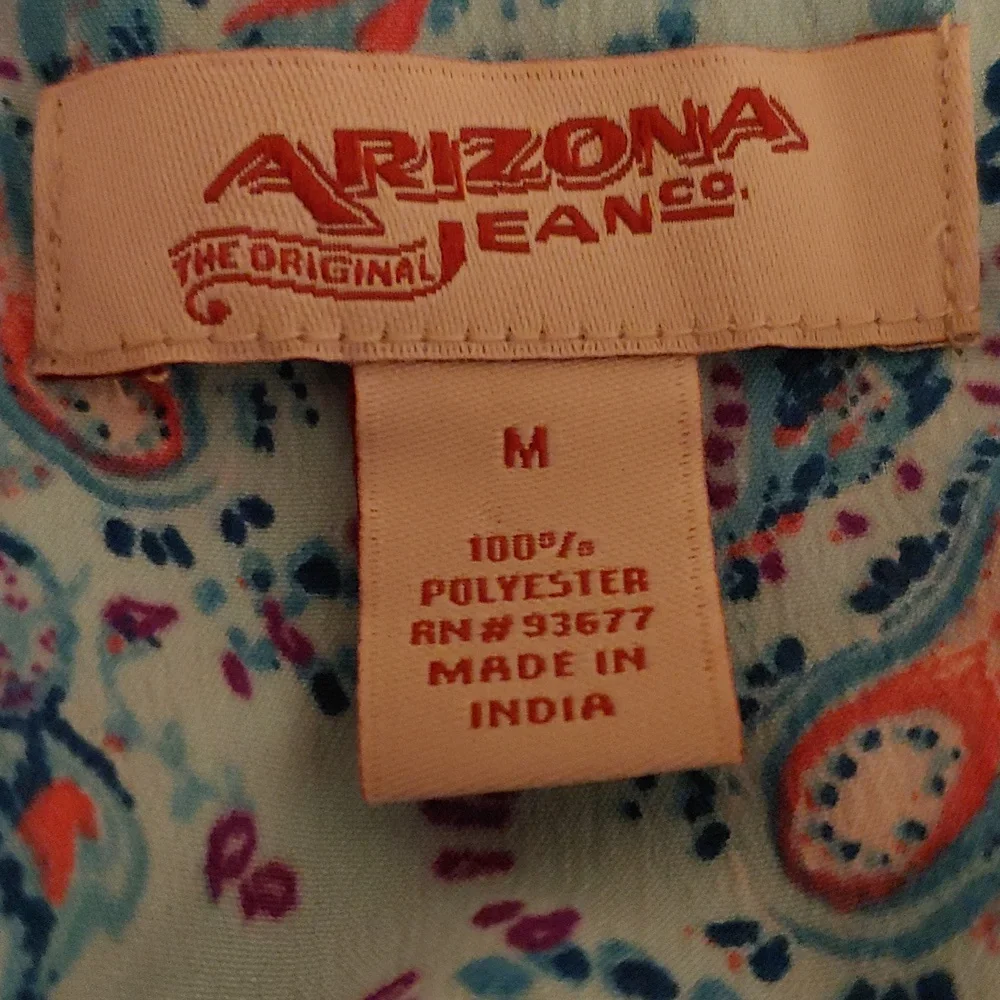 ARIZONA
JEAN CO.
THE ORIGINAL
M
100%
POLYESTER
RN# 93677
MADE IN
INDIA